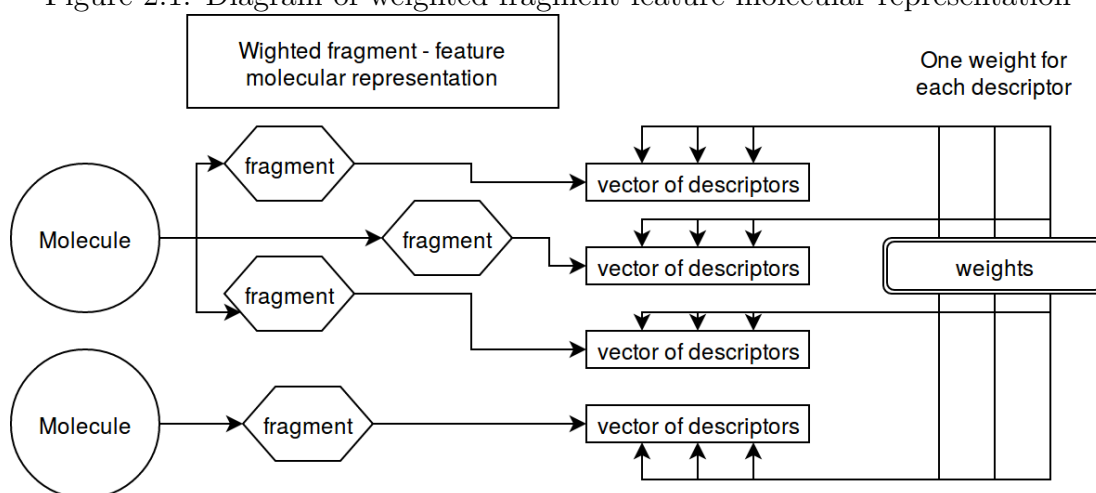 Figure 2.1: Diagram of weighted fragment feature molecular representation
Wighted fragment - feature
molecular representation
One weight for
each descriptor
fragment
vector of descriptors
Molecule
fragment
vector of descriptors
weights
fragment
vector of descriptors
Molecule
fragment
vector of descriptors